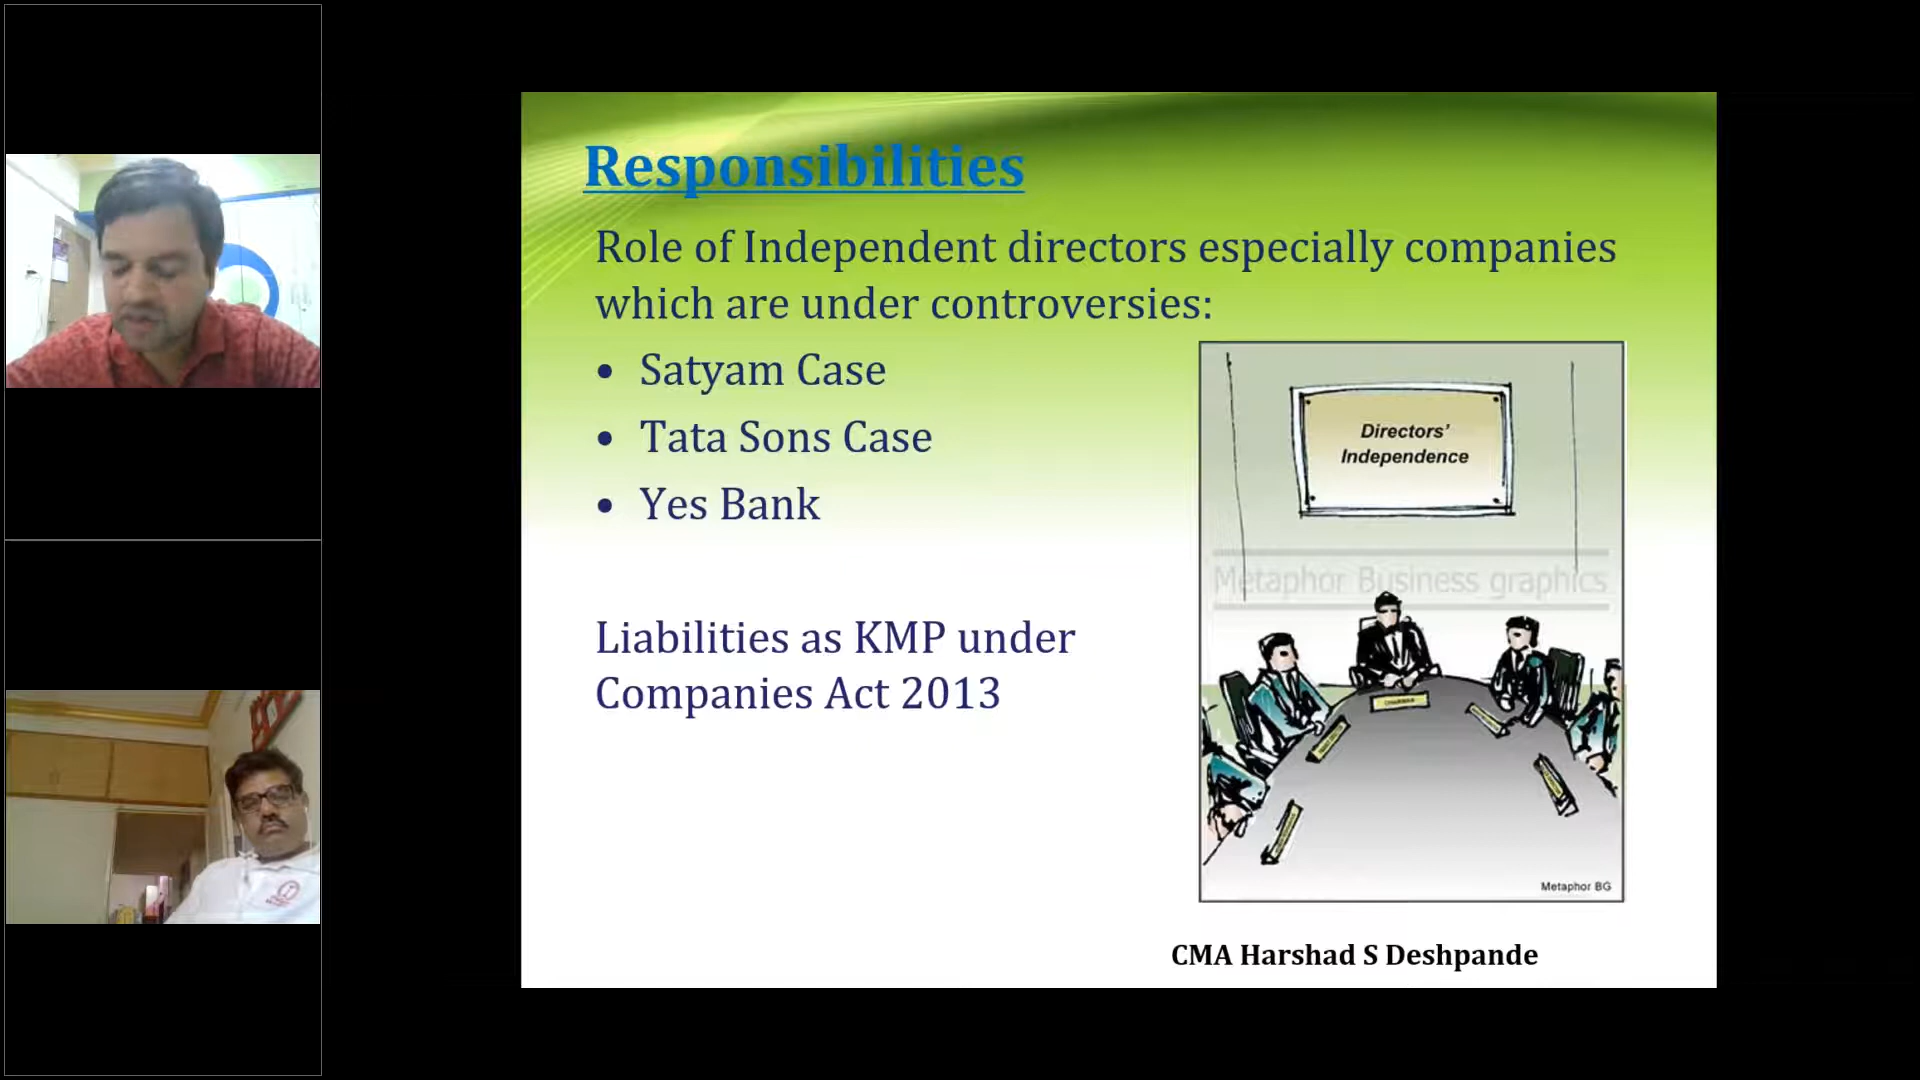 Responsibilities
Role of Independent directors especially companies
which are under controversies:
• Satyam Case
• Tata Sons Case
• Yes Bank
Liabilities as KMP under
Companies Act 2013
Directors’
Independence
Metaphor Business graphics
CHAIRMAN
Metaphor BG
CMA Harshad S Deshpande